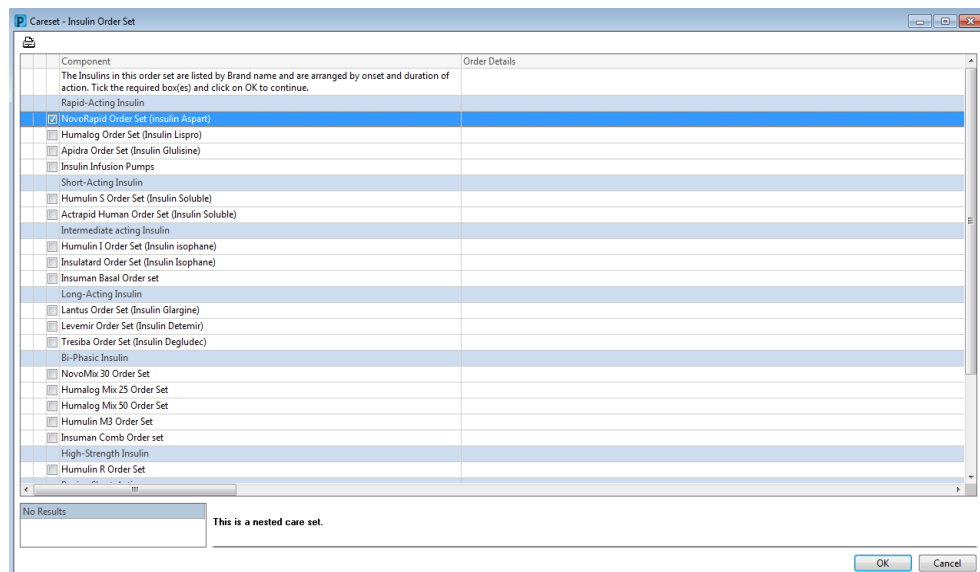 Careset - Insulin Order Set
Component Order Details
The Insulins in this order set are listed by Brand name and are arranged by onset and duration of
action. Tick the required box(es) and click on OK to continue.
Rapid-Acting Insulin
NovoRapid Order Set (insulin Aspart)
Humalog Order Set (Insulin Lispro)
Apidra Order Set (Insulin Glulisine)
Insulin Infusion Pumps
Short-Acting Insulin
Humulin S Order Set (Insulin Soluble)
Actrapid Human Order Set (Insulin Soluble)
Intermediate acting Insulin
Humulin I Order Set (Insulin isophane)
Insulatard Order Set (Insulin Isophane)
Insuman Basal Order set
Long-Acting Insulin
Lantus Order Set (Insulin Glargine)
Levemir Order Set (Insulin Detemir)
Tresiba Order Set (Insulin Degludec)
Bi-Phasic Insulin
NovoMix 30 Order Set
Humalog Mix 25 Order Set
Humalog Mix 50 Order Set
Humulin M3 Order Set
Insuman Comb Order set
High-Strength Insulin
Humulin R Order Set
No Results
This is a nested care set.
OK Cancel